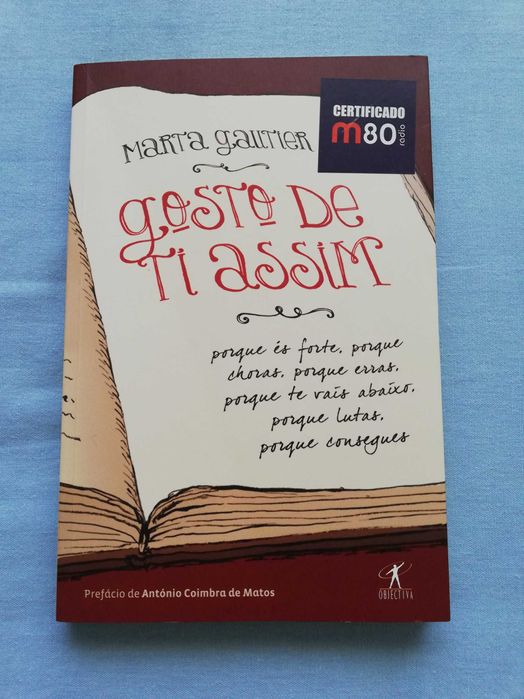 CERTIFICADO
m80
radio
Marta Gautier
Gosto de
ti assim
porque és forte, porque
choras, porque erras,
porque te vais abaixo,
porque lutas,
porque consegues
Prefácio de António Coimbra de Matos
OBJECTIVA